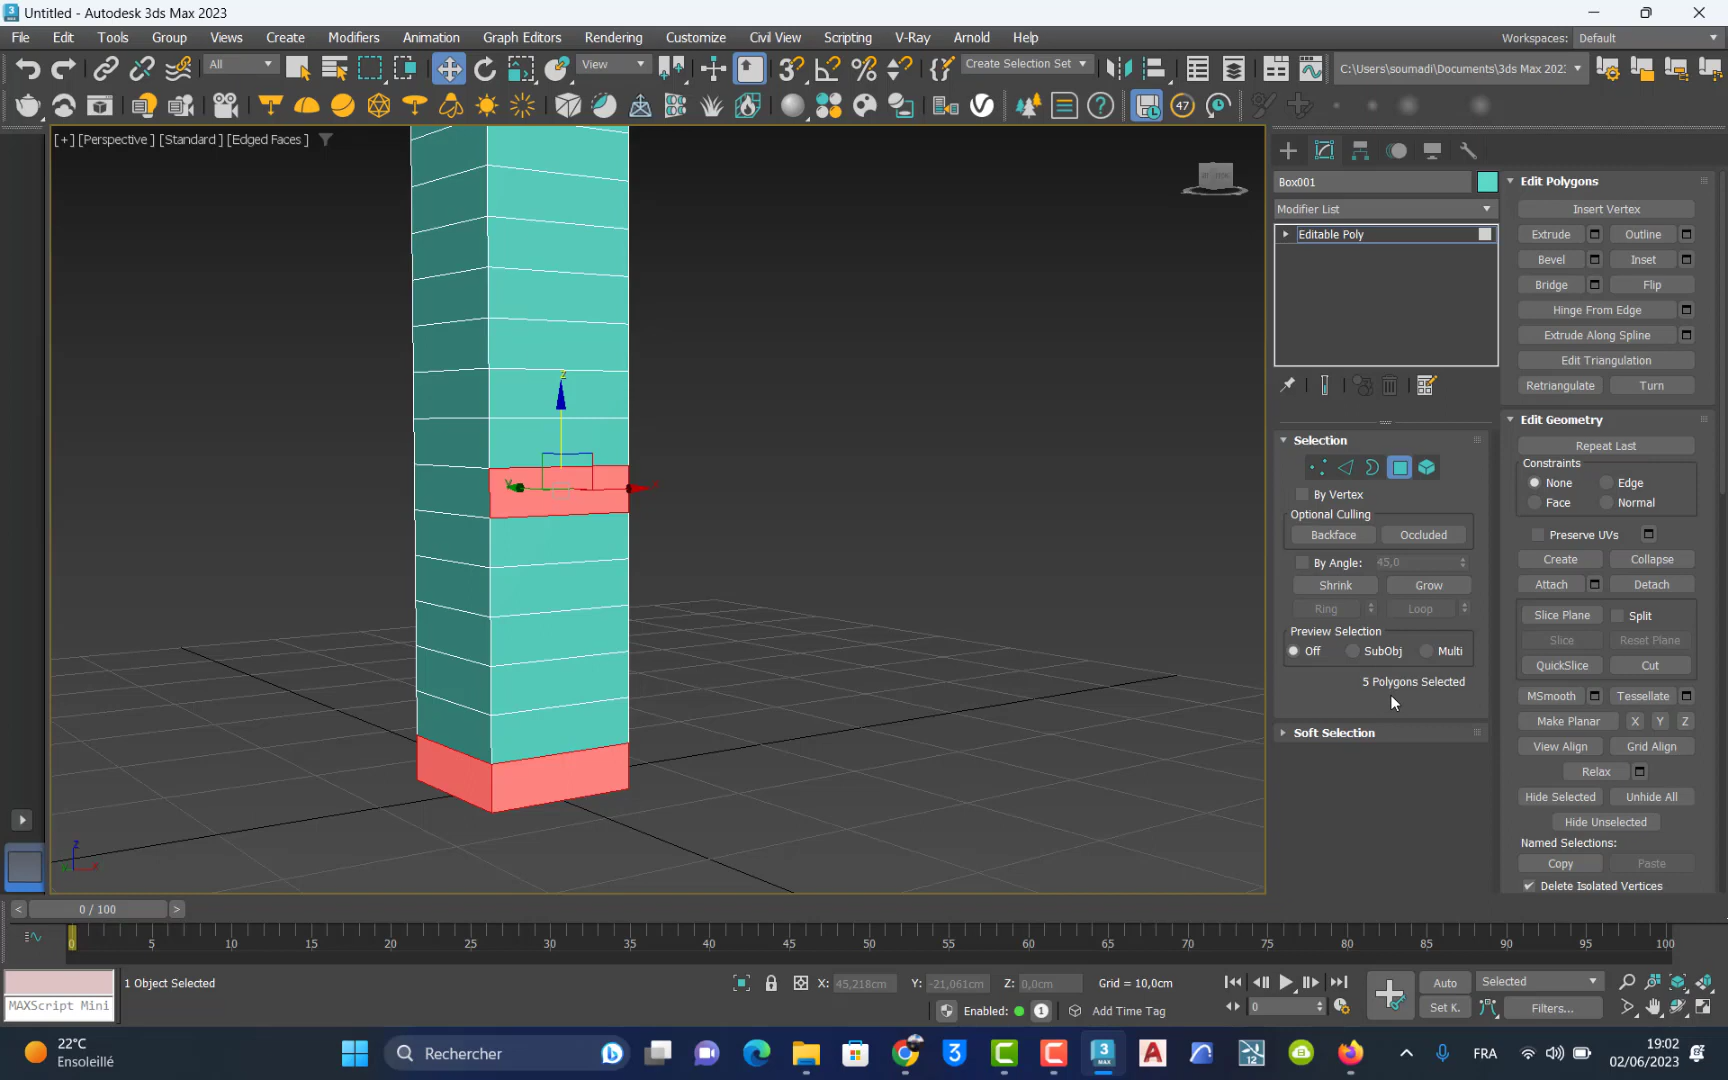 Untitled - Autodesk 3ds Max 2023
File Edit Tools Group Views Create Modifiers Animation Graph Editors Rendering Customize Civil View Scripting V-Ray Arnold Help
Workspaces: Default
All View Create Selection Set C:\Users\soumadi\Documents\3ds Max 202
47
[+] [Perspective ] [Standard ] [Edged Faces ]
Box001
Modifier List
Editable Poly
Selection
By Vertex
Optional Culling
Backface Occluded
By Angle: 45,0
Shrink Grow
Ring Loop
Preview Selection
Off SubObj Multi
5 Polygons Selected
Soft Selection
Edit Polygons
Insert Vertex
Extrude Outline
Bevel Inset
Bridge Flip
Hinge From Edge
Extrude Along Spline
Edit Triangulation
Retriangulate Turn
Edit Geometry
Repeat Last
Constraints
None Edge
Face Normal
Preserve UVs
Create Collapse
Attach Detach
Slice Plane Split
Slice Reset Plane
QuickSlice Cut
MSmooth Tessellate
Make Planar X Y Z
View Align Grid Align
Relax
Hide Selected Unhide All
Hide Unselected
Named Selections:
Copy Paste
Delete Isolated Vertices
z
y
z
x
< 0 / 100 >
0 5 10 15 20 25 30 35 40 45 50 55 60 65 70 75 80 85 90 95 100
MAXScript Mini
1 Object Selected
X: 45,218cm Y: -21,061cm Z: 0,0cm Grid = 10,0cm
Enabled: 1 Add Time Tag
0
Auto Selected
Set K. Filters...
22°C
Ensoleillé
Rechercher
FRA
19:02
02/06/2023